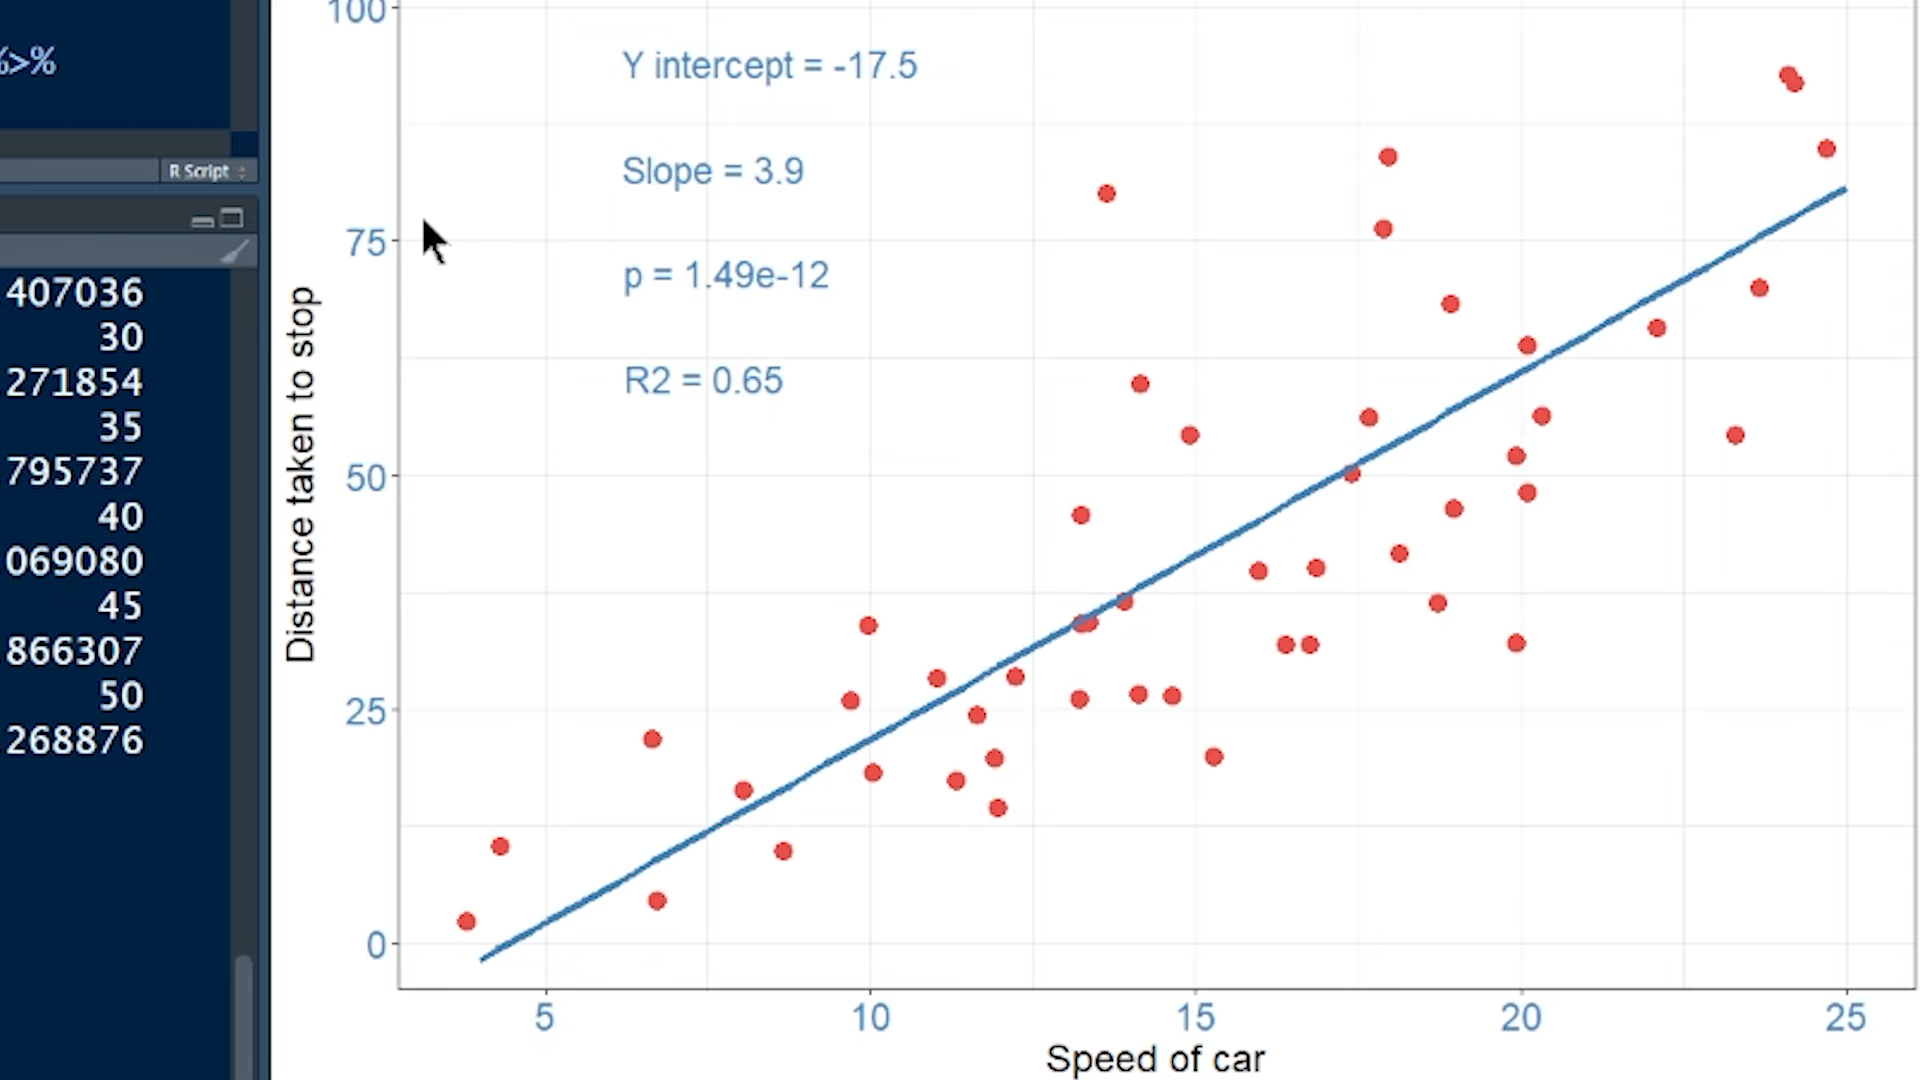 %>%
R Script
407036
30
271854
35
795737
40
069080
45
866307
50
268876
100
75
50
25
0
Distance taken to stop
Y intercept = -17.5
Slope = 3.9
p = 1.49e-12
R2 = 0.65
5 10 15 20 25
Speed of car